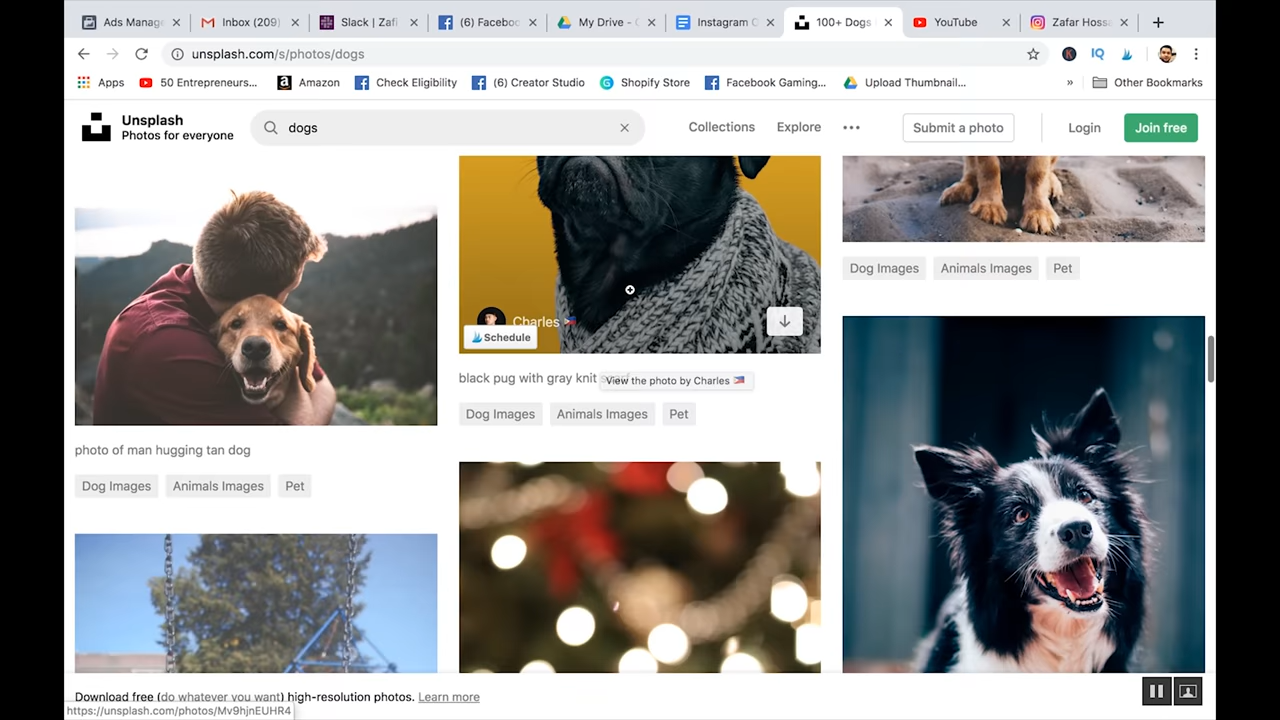 Ads Manage
Inbox (209)
Slack | Zafi
(6) Facebo
My Drive - G
Instagram G
100+ Dogs
YouTube
Zafar Hoss
unsplash.com/s/photos/dogs
IQ
Apps
50 Entrepreneurs...
Amazon
Check Eligibility
(6) Creator Studio
Shopify Store
Facebook Gaming...
Upload Thumbnail...
»
Other Bookmarks
Unsplash
Photos for everyone
dogs
Collections
Explore
Submit a photo
Login
Join free
Charles
Schedule
black pug with gray knit scarf
View the photo by Charles
Dog Images Animals Images Pet
Dog Images Animals Images Pet
photo of man hugging tan dog
Dog Images Animals Images Pet
Download free (do whatever you want) high-resolution photos. Learn more
https://unsplash.com/photos/Mv9hjnEUHR4